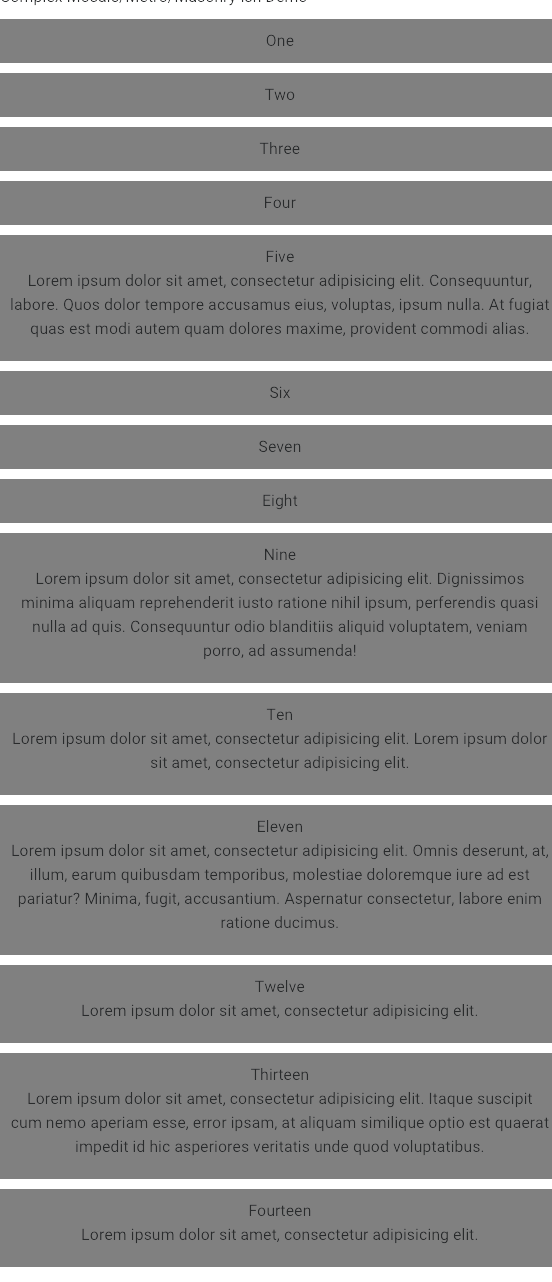 Complex Mosaic/Metro/Masonry-ish Demo
One
Two
Three
Four
Five
Lorem ipsum dolor sit amet, consectetur adipisicing elit. Consequuntur,
labore. Quos dolor tempore accusamus eius, voluptas, ipsum nulla. At fugiat
quas est modi autem quam dolores maxime, provident commodi alias.
Six
Seven
Eight
Nine
Lorem ipsum dolor sit amet, consectetur adipisicing elit. Dignissimos
minima aliquam reprehenderit iusto ratione nihil ipsum, perferendis quasi
nulla ad quis. Consequuntur odio blanditiis aliquid voluptatem, veniam
porro, ad assumenda!
Ten
Lorem ipsum dolor sit amet, consectetur adipisicing elit. Lorem ipsum dolor
sit amet, consectetur adipisicing elit.
Eleven
Lorem ipsum dolor sit amet, consectetur adipisicing elit. Omnis deserunt, at,
illum, earum quibusdam temporibus, molestiae doloremque iure ad est
pariatur? Minima, fugit, accusantium. Aspernatur consectetur, labore enim
ratione ducimus.
Twelve
Lorem ipsum dolor sit amet, consectetur adipisicing elit.
Thirteen
Lorem ipsum dolor sit amet, consectetur adipisicing elit. Itaque suscipit
cum nemo aperiam esse, error ipsam, at aliquam similique optio est quaerat
impedit id hic asperiores veritatis unde quod voluptatibus.
Fourteen
Lorem ipsum dolor sit amet, consectetur adipisicing elit.